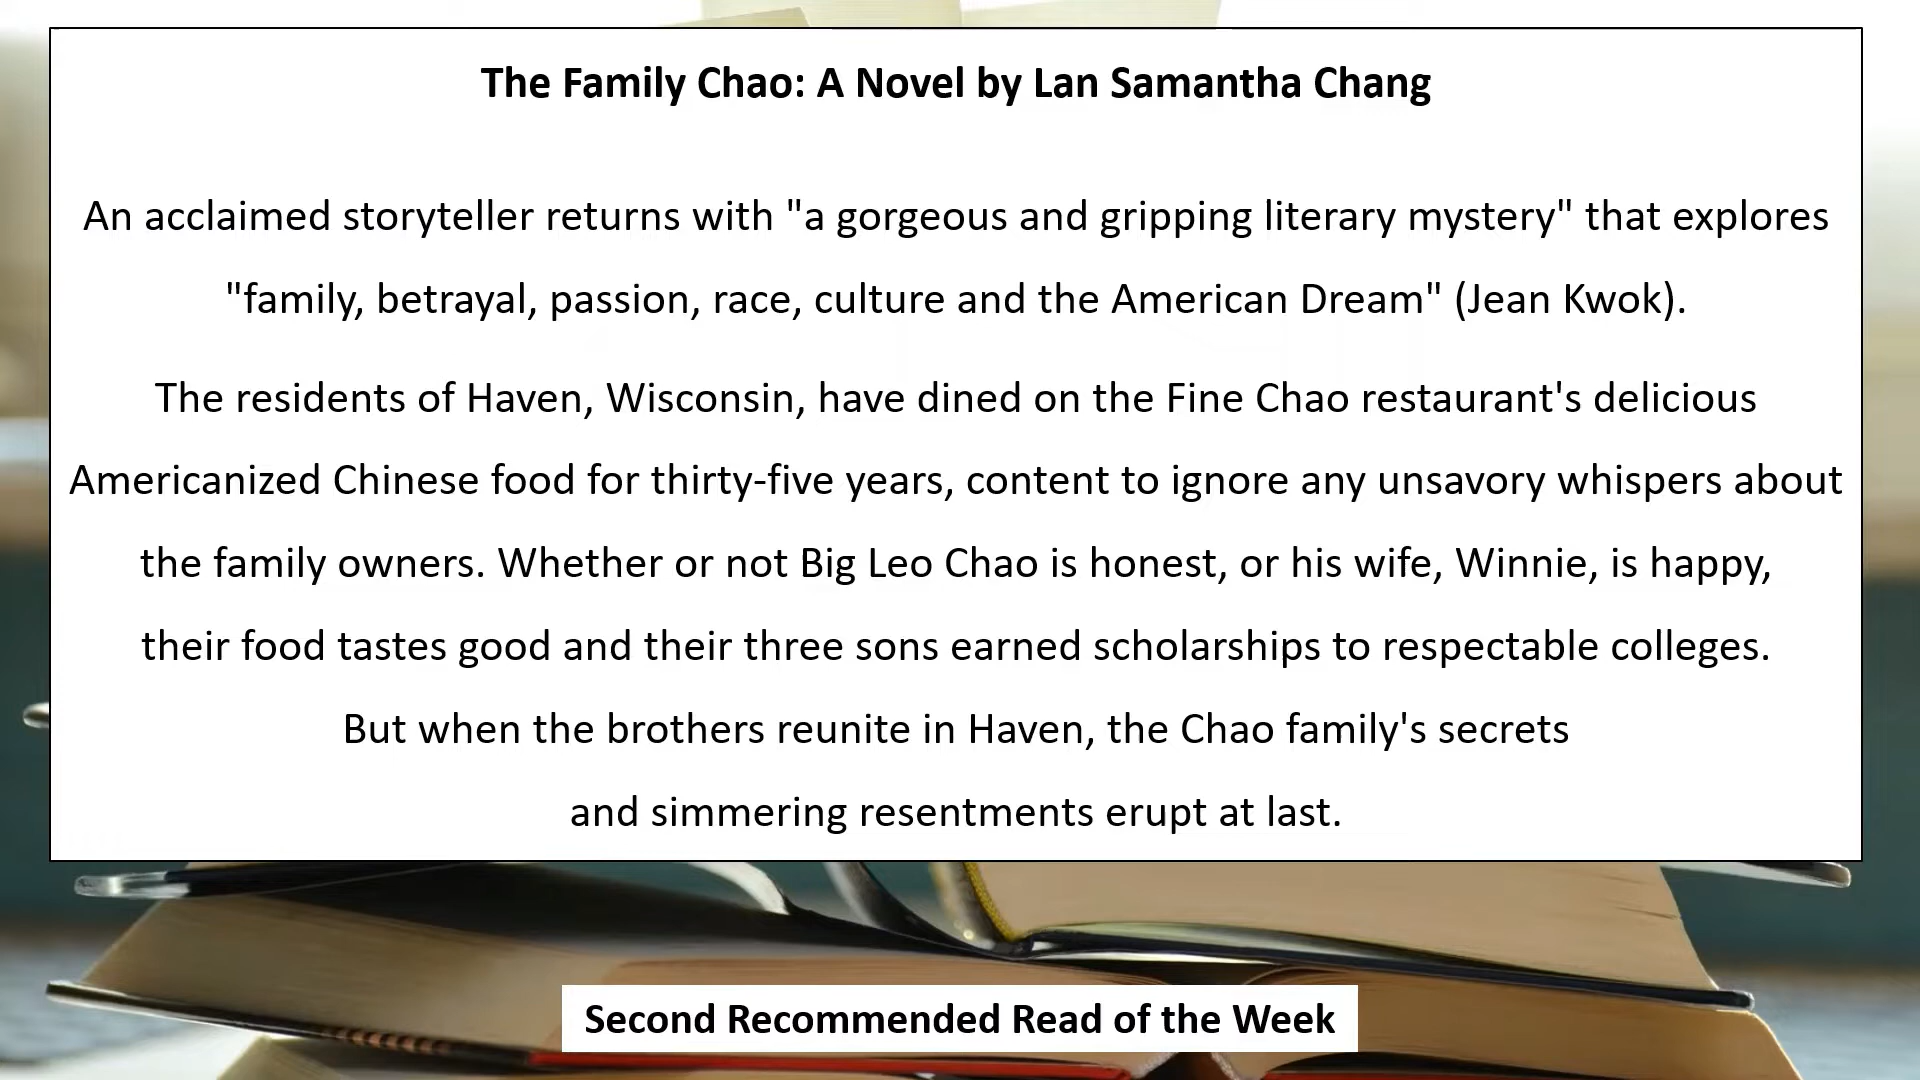 The Family Chao: A Novel by Lan Samantha Chang
An acclaimed storyteller returns with "a gorgeous and gripping literary mystery" that explores
"family, betrayal, passion, race, culture and the American Dream" (Jean Kwok).
The residents of Haven, Wisconsin, have dined on the Fine Chao restaurant's delicious
Americanized Chinese food for thirty-five years, content to ignore any unsavory whispers about
the family owners. Whether or not Big Leo Chao is honest, or his wife, Winnie, is happy,
their food tastes good and their three sons earned scholarships to respectable colleges.
But when the brothers reunite in Haven, the Chao family's secrets
and simmering resentments erupt at last.
Second Recommended Read of the Week